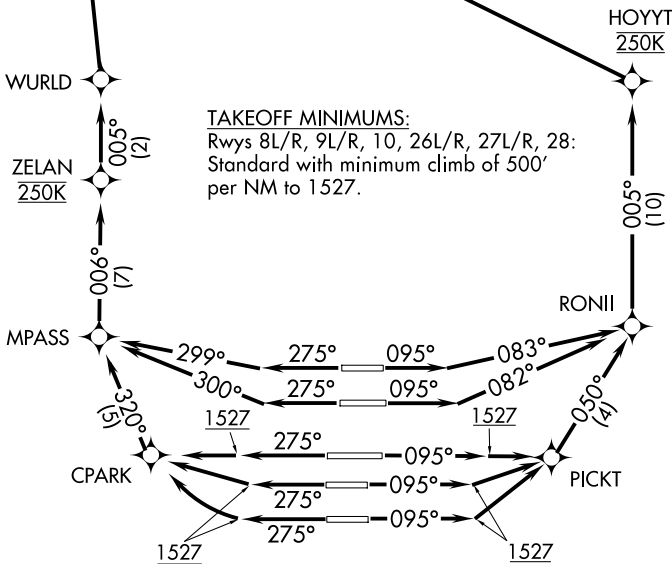 HOYYT
250K
WURLD
005°
(2)
TAKEOFF MINIMUMS:
Rwys 8L/R, 9L/R, 10, 26L/R, 27L/R, 28:
Standard with minimum climb of 500'
per NM to 1527.
ZELAN
250K
005°
(10)
006°
(7)
RONII
MPASS
299°
275°
095°
083°
300°
275°
095°
082°
320°
(5)
050°
(4)
1527
1527
275°
095°
CPARK
PICKT
275°
095°
275°
095°
1527
1527